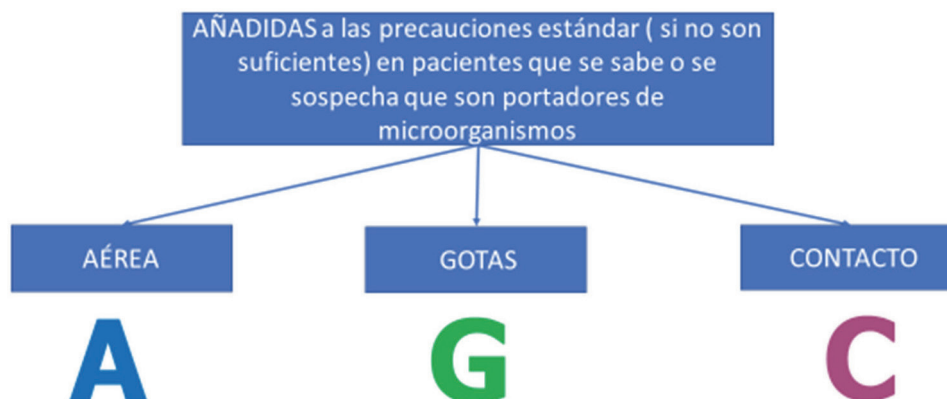 AÑADIDAS a las precauciones estándar ( si no son
suficientes) en pacientes que se sabe o se
sospecha que son portadores de
microorganismos
AÉREA
GOTAS
CONTACTO
A
G
C